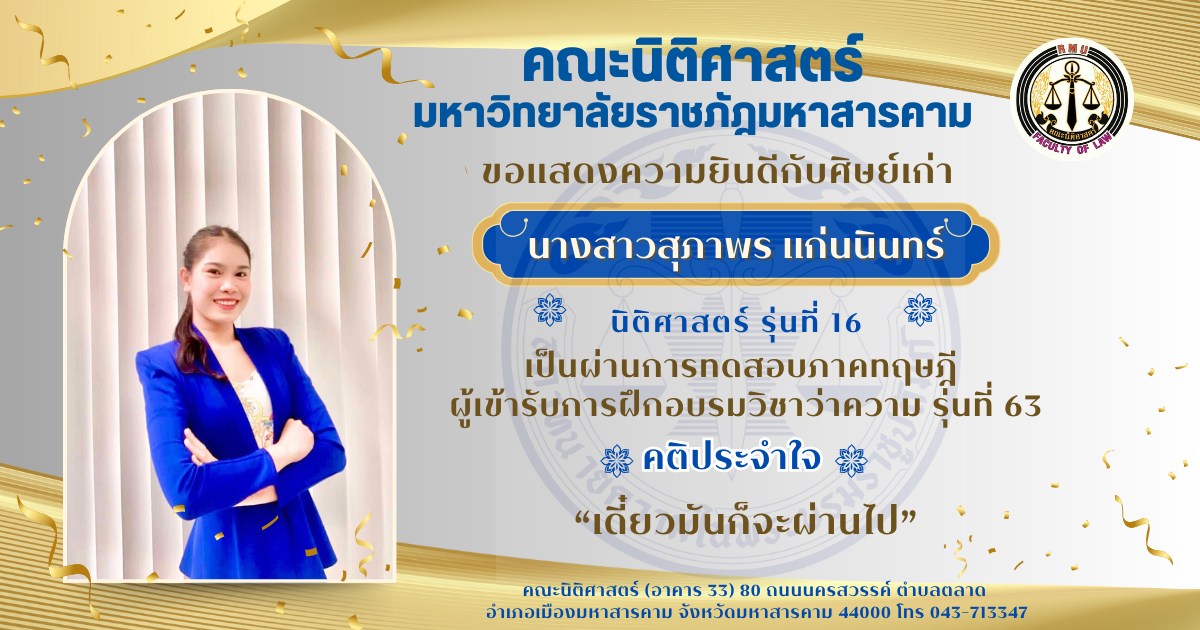 คณะนิติศาสตร์
มหาวิทยาลัยราชภัฏมหาสารคาม
RMU
คณะนิติศาสตร์
FACULTY OF LAW
ขอแสดงความยินดีกับศิษย์เก่า
นางสาวสุภาพร แก่นนินทร์
นิติศาสตร์ รุ่นที่ 16
เป็นผ่านการทดสอบภาคทฤษฎี
ผู้เข้ารับการฝึกอบรมวิชาว่าความ รุ่นที่ 63
คติประจำใจ
“เดี๋ยวมันก็จะผ่านไป”
คณะนิติศาสตร์ (อาคาร 33) 80 ถนนนครสวรรค์ ตำบลตลาด
อำเภอเมืองมหาสารคาม จังหวัดมหาสารคาม 44000 โทร 043-713347